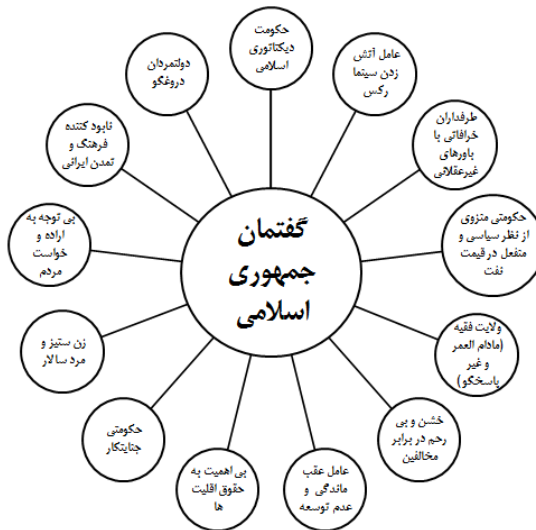 گفتمان
جمهوری
اسلامی
حکومت
دیکتاتوری
اسلامی
عامل آتش
زدن سینما
رکس
طرفداران
خرافاتی با
باورهای
غیرعقلانی
حکومتی منزوی
از نظر سیاسی و
منفعل در قیمت
نفت
ولایت فقیه
(مادام العمر
و غیر
پاسخگو)
خشن و بی
رحم در برابر
مخالفین
عامل عقب
ماندگی و
عدم توسعه
بی اهمیت به
حقوق اقلیت
ها
حکومتی
جنایتکار
زن ستیز و
مرد سالار
بی توجه به
اراده و
خواست
مردم
نابود کننده
فرهنگ و
تمدن ایرانی
دولتمردان
دروغگو